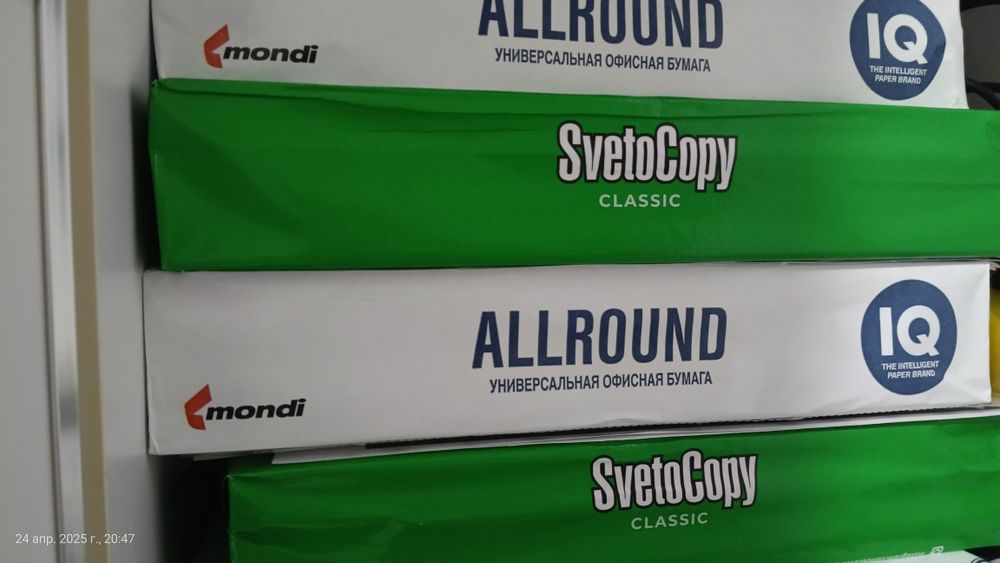 ALLROUND
УНИВЕРСАЛЬНАЯ ОФИСНАЯ БУМАГА
mondi
IQ
THE INTELLIGENT
PAPER BRAND
SvetoCopy
CLASSIC
ALLROUND
УНИВЕРСАЛЬНАЯ ОФИСНАЯ БУМАГА
mondi
IQ
THE INTELLIGENT
PAPER BRAND
SvetoCopy
CLASSIC
24 апр. 2025 г., 20:47